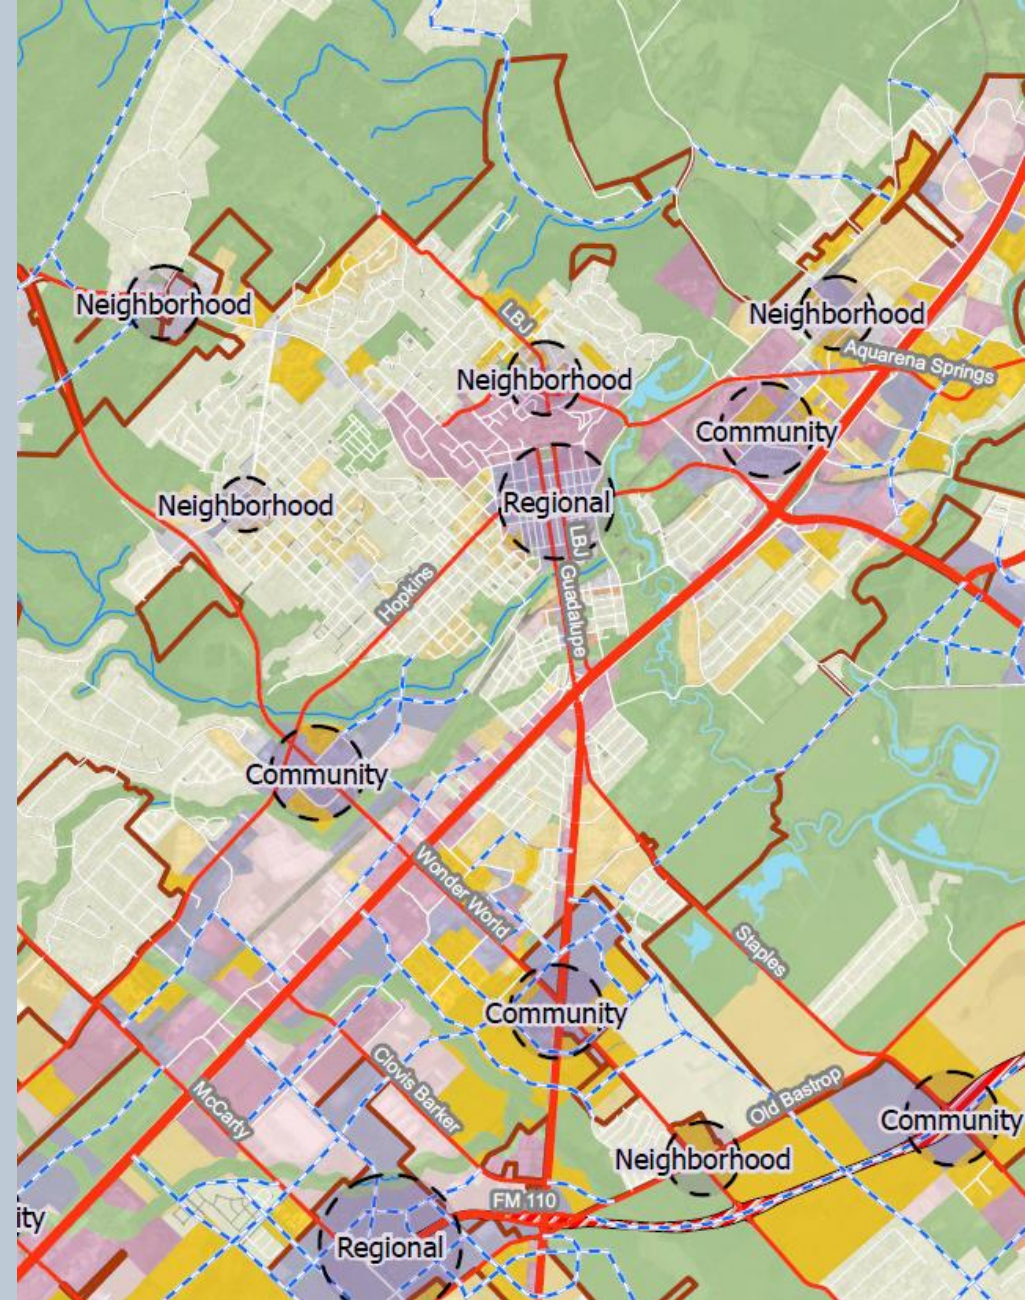 Neighborhood
Neighborhood
LBJ
Aquarena Springs
Neighborhood
Community
Neighborhood
Regional
LBJ
Guadalupe
Hopkins
Community
Wonder World
Staples
Community
Clovis Barker
McCarty
Old Bastrop
Community
Neighborhood
FM 110
ity
Regional